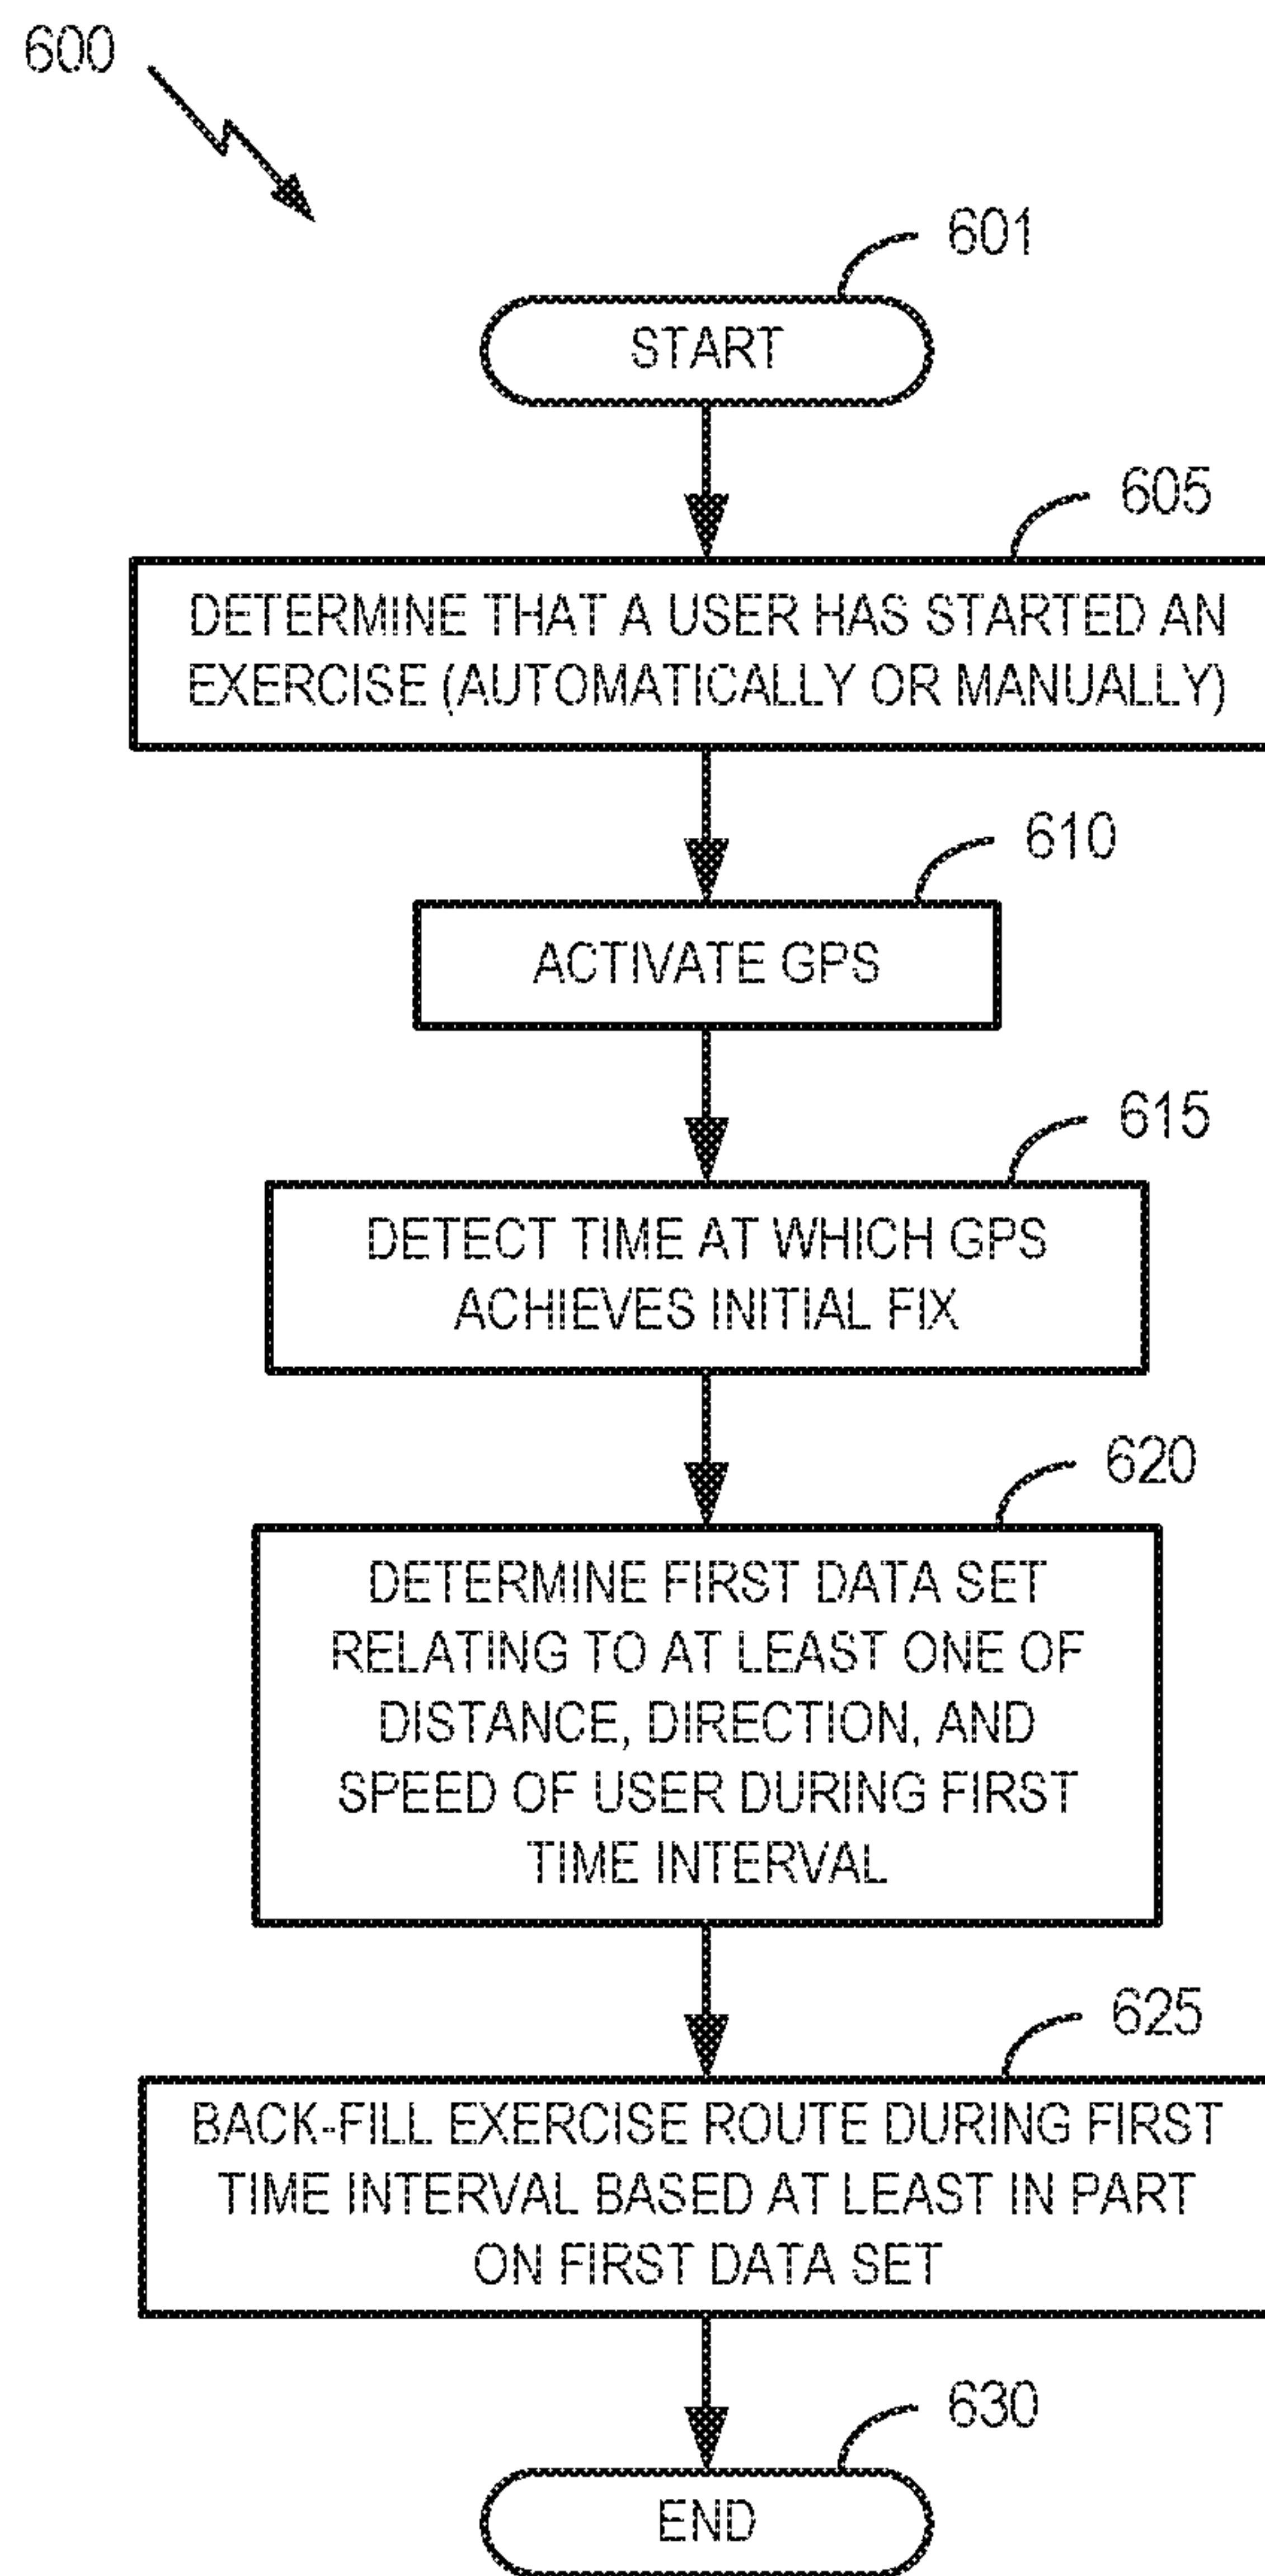 600
601
START
605
DETERMINE THAT A USER HAS STARTED AN
EXERCISE (AUTOMATICALLY OR MANUALLY)
610
ACTIVATE GPS
615
DETECT TIME AT WHICH GPS
ACHIEVES INITIAL FIX
620
DETERMINE FIRST DATA SET
RELATING TO AT LEAST ONE OF
DISTANCE, DIRECTION, AND
SPEED OF USER DURING FIRST
TIME INTERVAL
625
BACK-FILL EXERCISE ROUTE DURING FIRST
TIME INTERVAL BASED AT LEAST IN PART
ON FIRST DATA SET
630
END